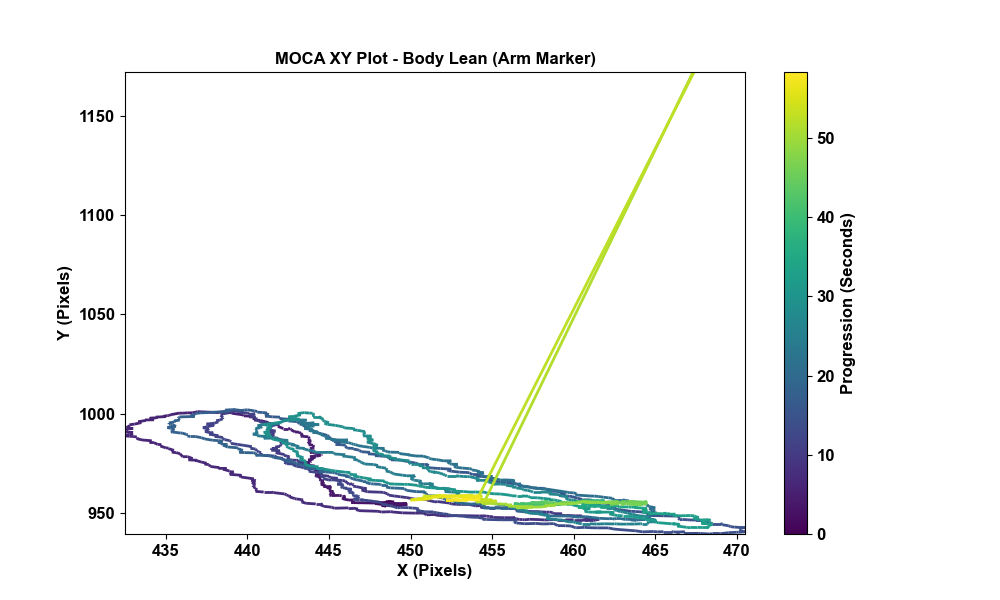 MOCA XY Plot - Body Lean (Arm Marker)
1150
1100
1050
1000
950
Y (Pixels)
435 440 445 450 455 460 465 470
X (Pixels)
50
40
30
20
10
0
Progression (Seconds)